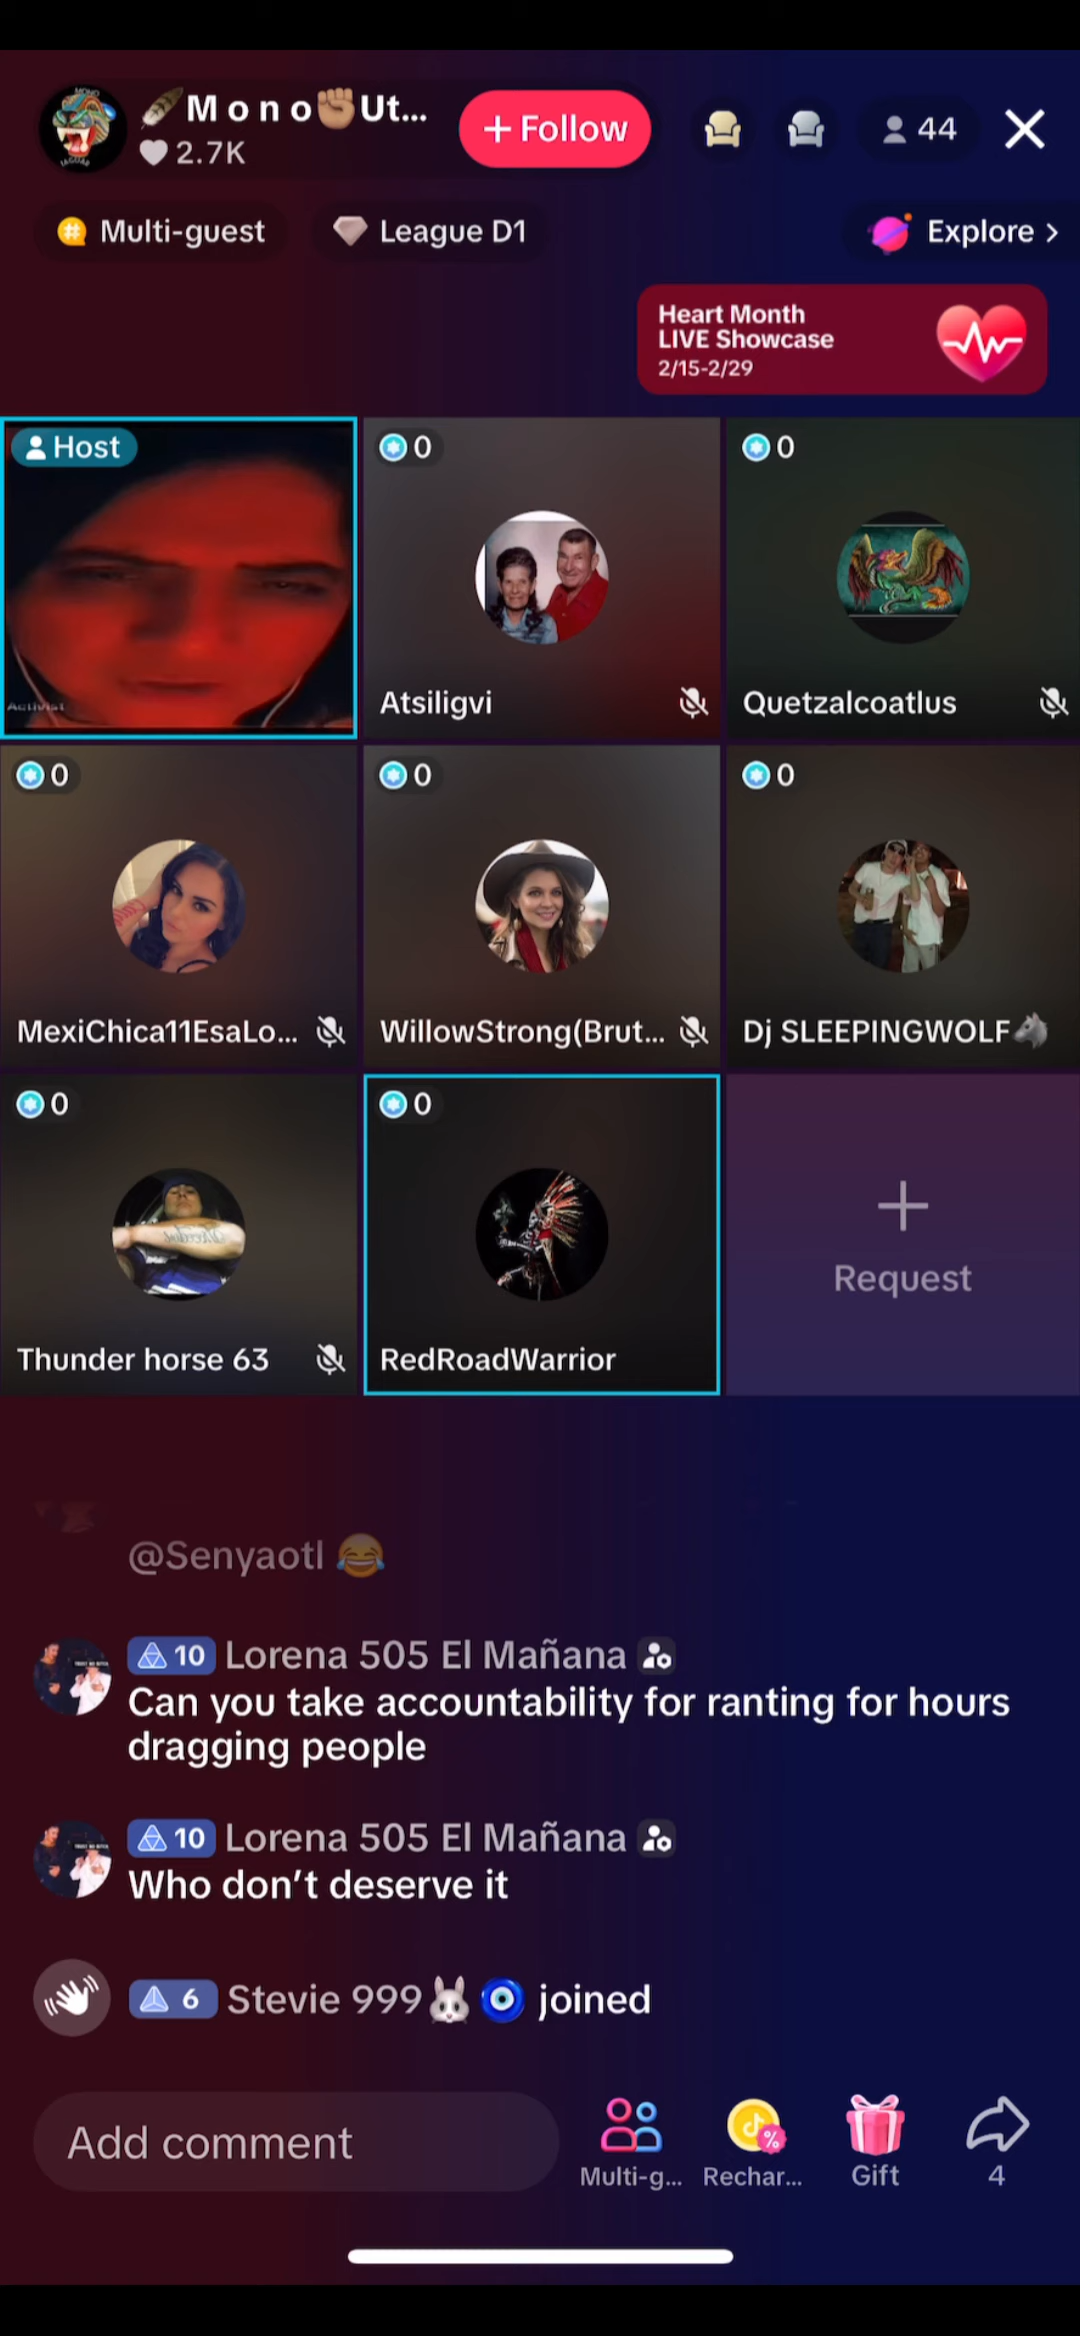 🪶M o n o✊🏽Ut...
2.7K
+ Follow
44
Multi-guest
League D1
Explore >
Heart Month
LIVE Showcase
2/15-2/29
Host
Activist
0
Atsiligvi
0
Quetzalcoatlus
0
MexiChica11EsaLo...
0
WillowStrong(Brut...
0
Dj SLEEPINGWOLF🐺
0
Thunder horse 63
0
RedRoadWarrior
Request
@Senyaotl 😂
10 Lorena 505 El Mañana
Can you take accountability for ranting for hours
dragging people
10 Lorena 505 El Mañana
Who don't deserve it
6 Stevie 999🐰🧿 joined
Add comment
Multi-g...
Rechar...
Gift
4